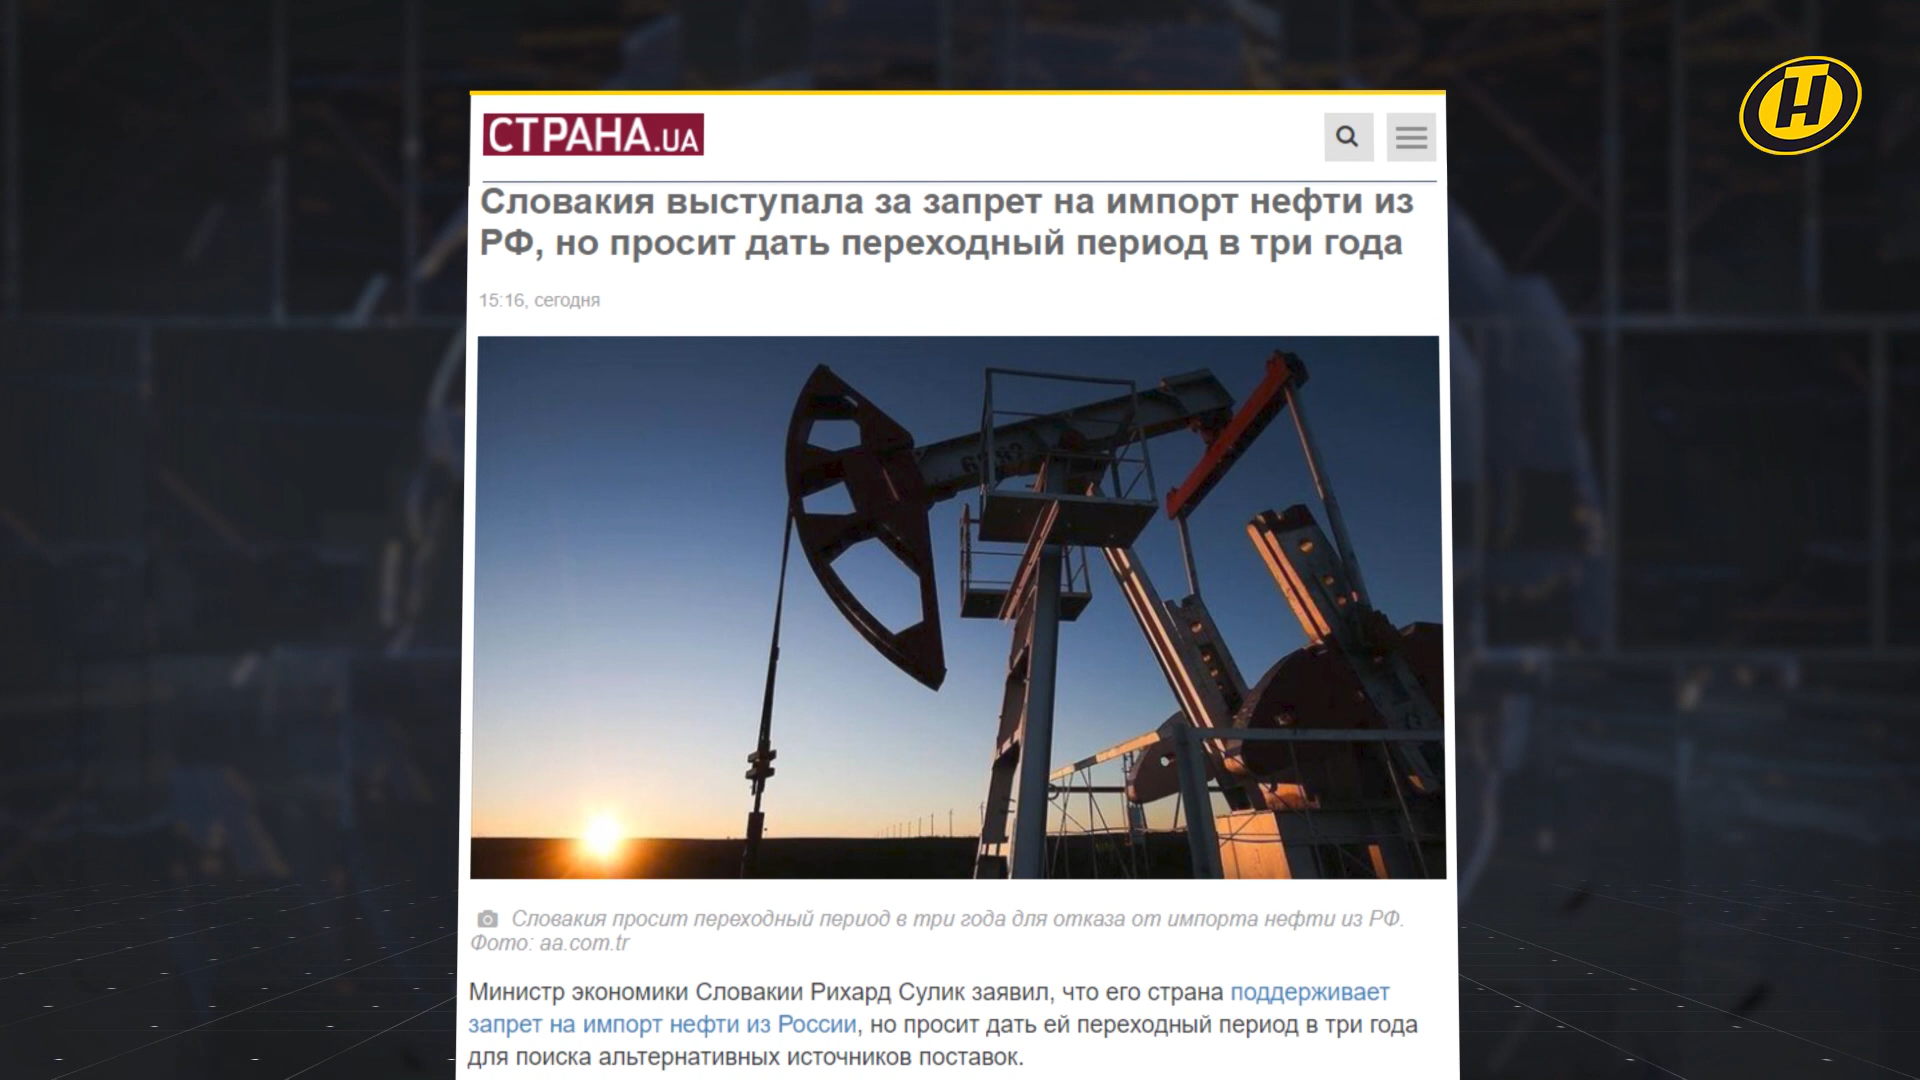 СТРАНА.UA
Словакия выступала за запрет на импорт нефти из
РФ, но просит дать переходный период в три года
15:16, сегодня
Словакия просит переходный период в три года для отказа от импорта нефти из РФ.
Фото: aa.com.tr
Министр экономики Словакии Рихард Сулик заявил, что его страна поддерживает
запрет на импорт нефти из России, но просит дать ей переходный период в три года
для поиска альтернативных источников поставок.